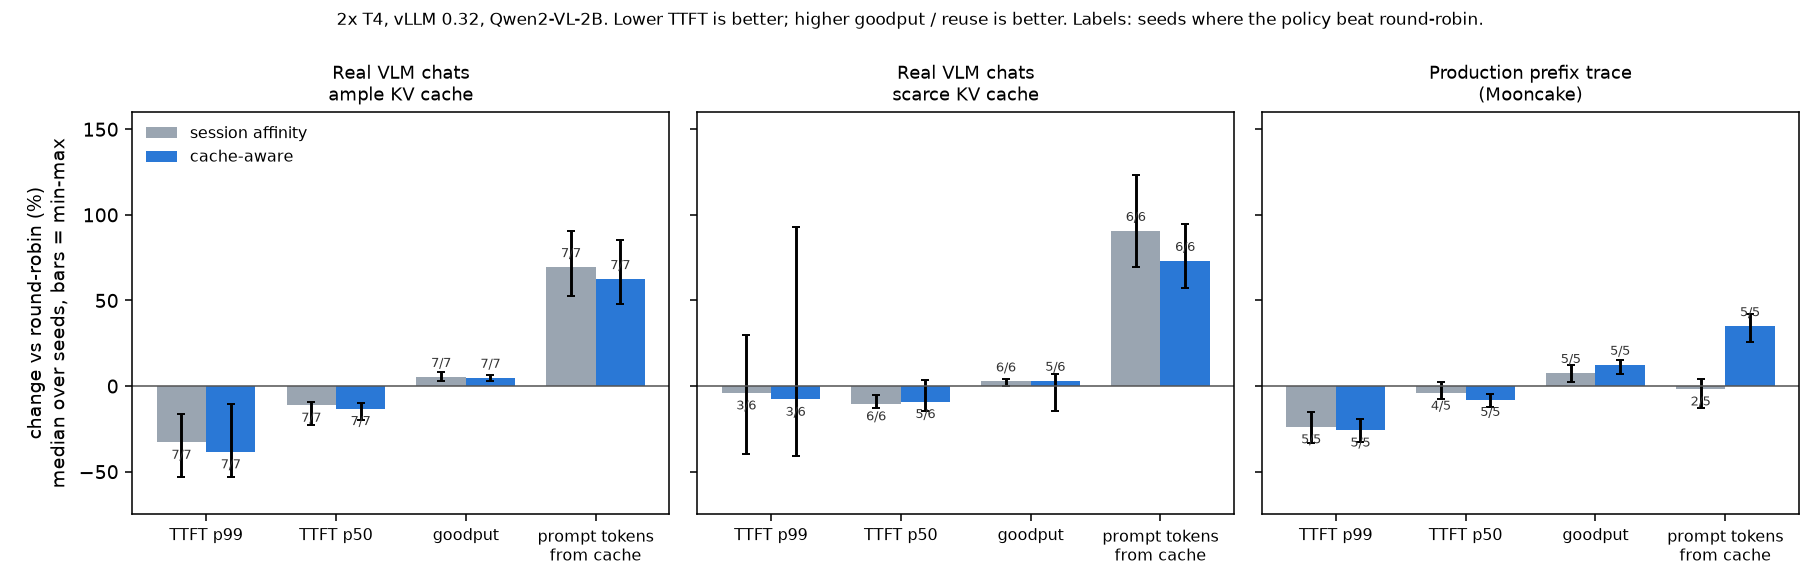 2x T4, vLLM 0.32, Qwen2-VL-2B. Lower TTFT is better; higher goodput / reuse is better. Labels: seeds where the policy beat round-robin.
Real VLM chats
ample KV cache
change vs round-robin (%)
median over seeds, bars = min-max
150
100
50
0
−50
session affinity
cache-aware
7/7
7/7
7/7
7/7
7/7
7/7
7/7
7/7
TTFT p99
TTFT p50
goodput
prompt tokens
from cache
Real VLM chats
scarce KV cache
3/6
3/6
6/6
5/6
6/6
5/6
6/6
6/6
TTFT p99
TTFT p50
goodput
prompt tokens
from cache
Production prefix trace
(Mooncake)
5/5
5/5
4/5
5/5
5/5
5/5
2/5
5/5
TTFT p99
TTFT p50
goodput
prompt tokens
from cache